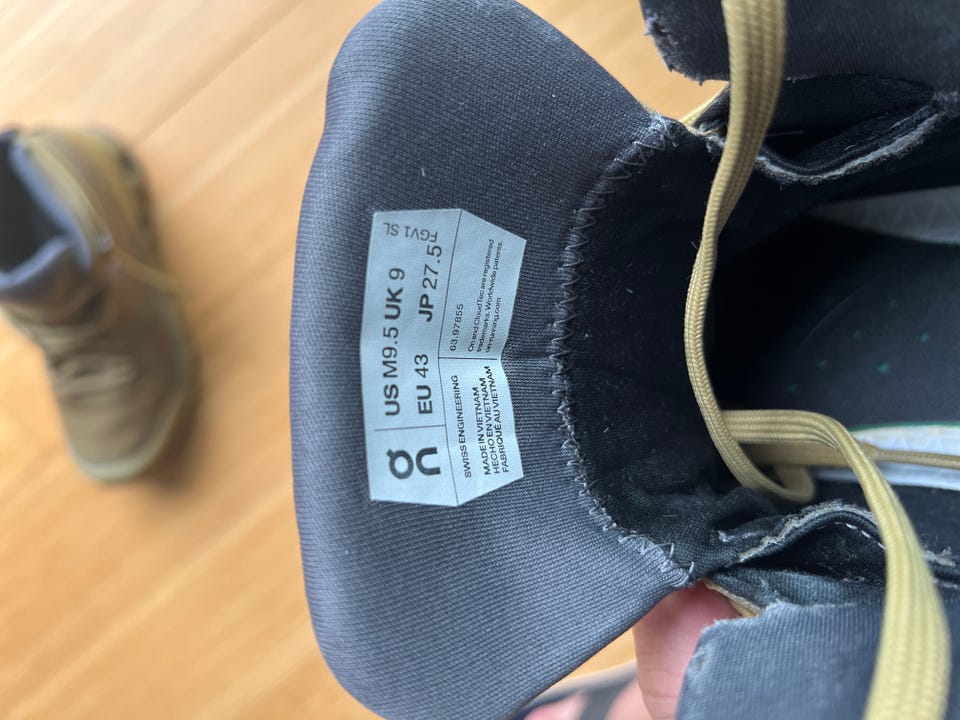 On
US M9.5 UK 9
EU 43 JP 27.5
FGV1 SL
SWISS ENGINEERING
63.97855
MADE IN VIETNAM
HECHO EN VIETNAM
FABRIQUÉ AU VIETNAM
On and CloudTec are registered
trademarks. Worldwide patents.
on-running.com